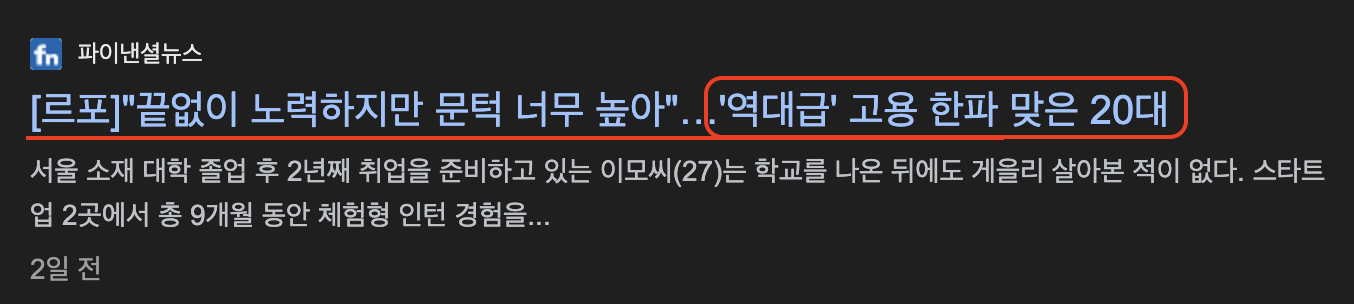 fn 파이낸셜뉴스
[르포]"끝없이 노력하지만 문턱 너무 높아"…'역대급' 고용 한파 맞은 20대
서울 소재 대학 졸업 후 2년째 취업을 준비하고 있는 이모씨(27)는 학교를 나온 뒤에도 게을리 살아본 적이 없다. 스타트
업 2곳에서 총 9개월 동안 체험형 인턴 경험을...
2일 전